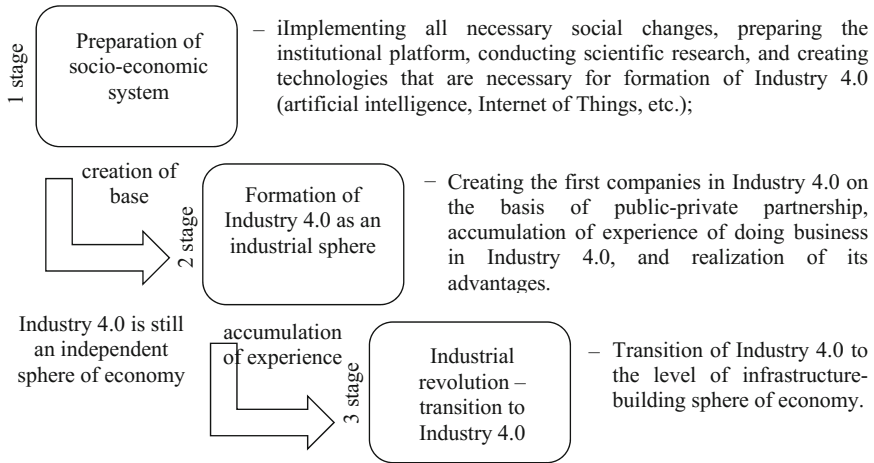 1 stage
Preparation of
socio-economic
system
– iImplementing all necessary social changes, preparing the
institutional platform, conducting scientific research, and creating
technologies that are necessary for formation of Industry 4.0
(artificial intelligence, Internet of Things, etc.);
creation of
base
2 stage
Formation of
Industry 4.0 as an
industrial sphere
– Creating the first companies in Industry 4.0 on
the basis of public-private partnership,
accumulation of experience of doing business
in Industry 4.0, and realization of its
advantages.
Industry 4.0 is still
an independent
sphere of economy
accumulation
of experience
3 stage
Industrial
revolution –
transition to
Industry 4.0
– Transition of Industry 4.0 to
the level of infrastructure-
building sphere of economy.